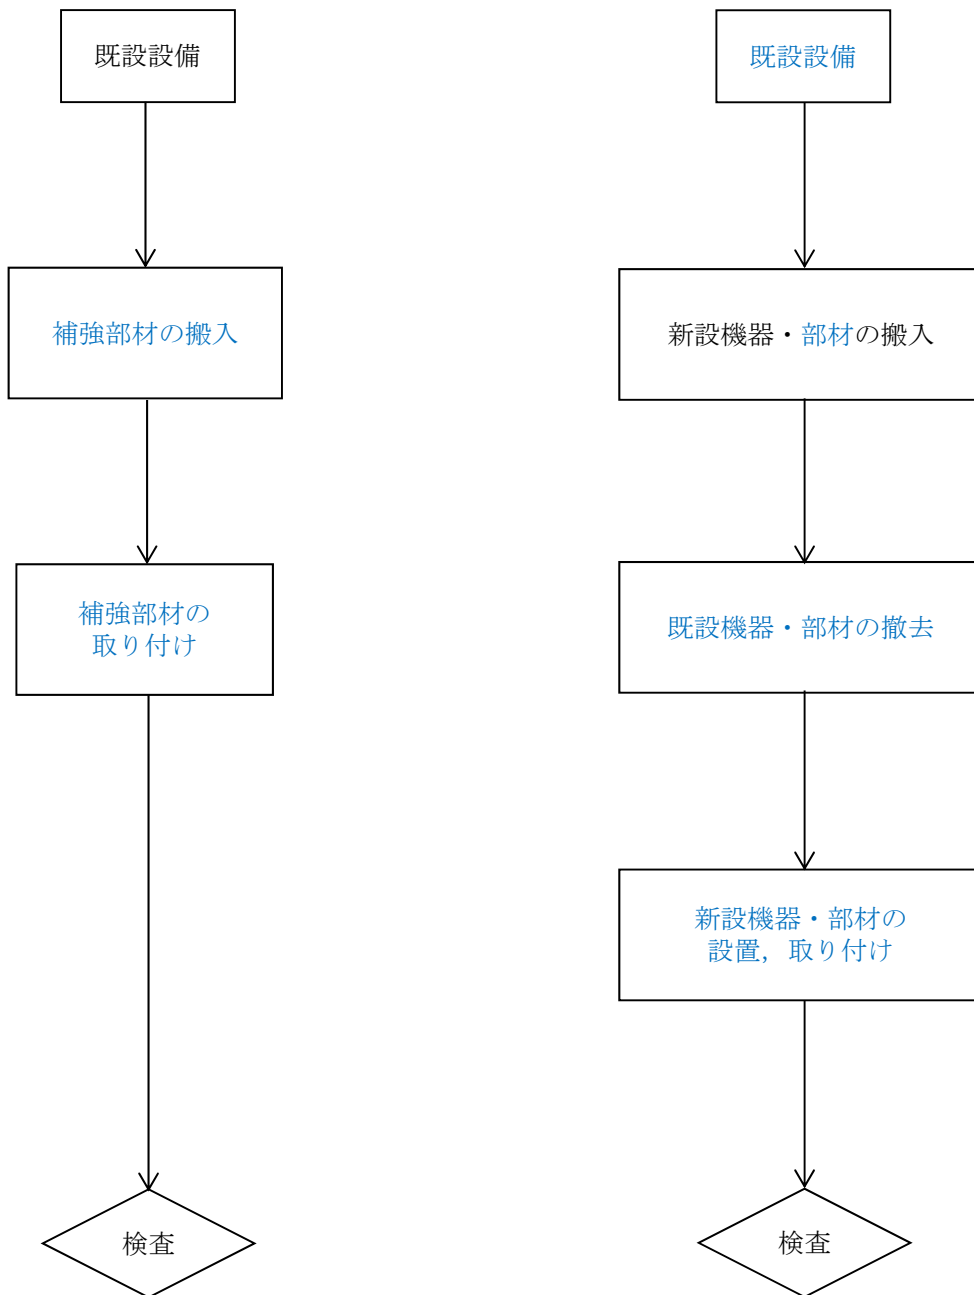 既設設備
補強部材の搬入
補強部材の
取り付け
検査
既設設備
新設機器・部材の搬入
既設機器・部材の撤去
新設機器・部材の
設置，取り付け
検査